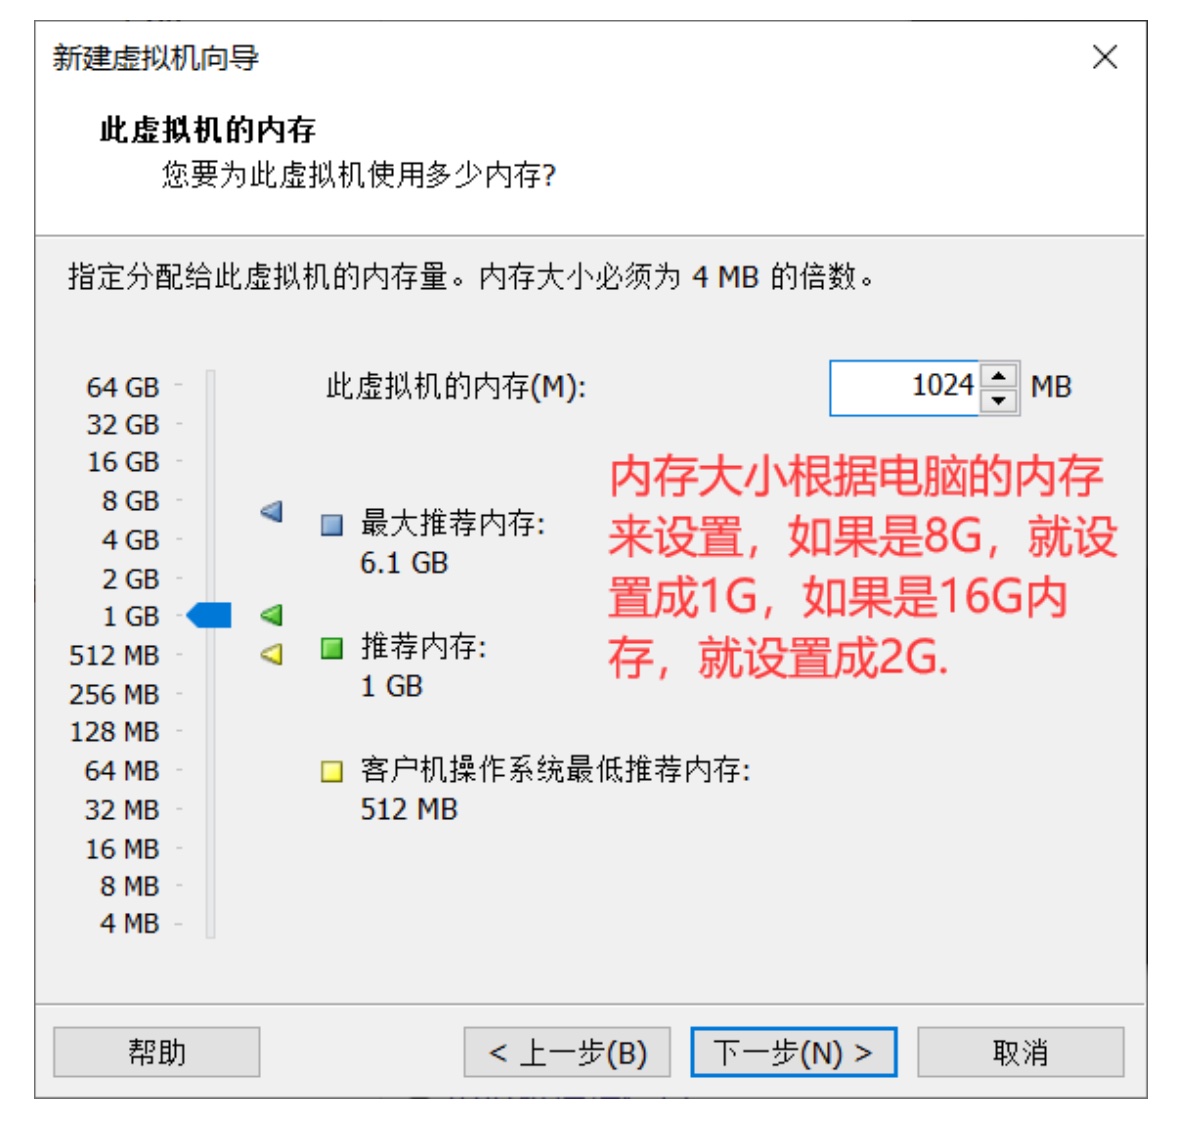 新建虚拟机向导
此虚拟机的内存
您要为此虚拟机使用多少内存?
指定分配给此虚拟机的内存量。内存大小必须为 4 MB 的倍数。
64 GB
32 GB
16 GB
8 GB
4 GB
2 GB
1 GB
512 MB
256 MB
128 MB
64 MB
32 MB
16 MB
8 MB
4 MB
此虚拟机的内存(M):
1024 MB
内存大小根据电脑的内存
来设置，如果是8G，就设
置成1G，如果是16G内
存，就设置成2G.
最大推荐内存:
6.1 GB
推荐内存:
1 GB
客户机操作系统最低推荐内存:
512 MB
帮助
< 上一步(B)
下一步(N) >
取消